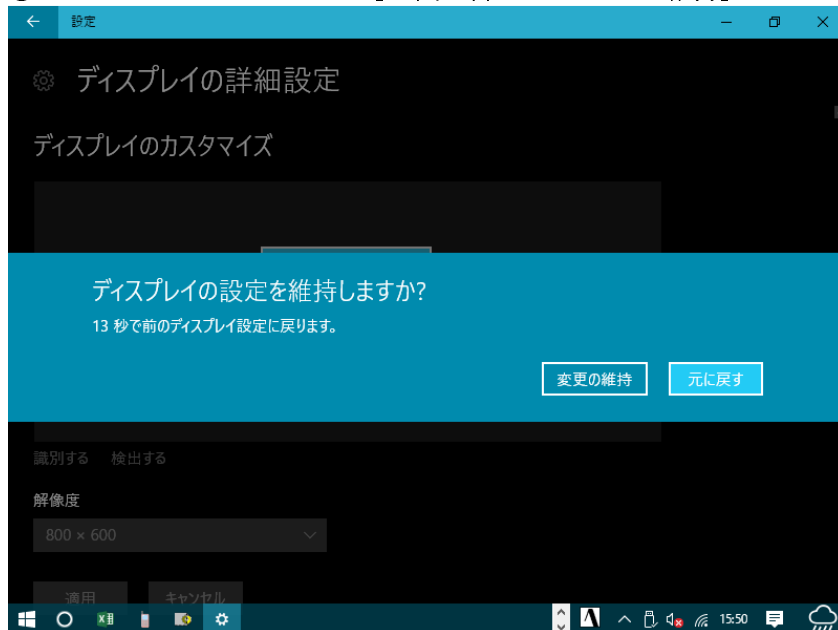 設定
ディスプレイの詳細設定
ディスプレイのカスタマイズ
ディスプレイの設定を維持しますか?
13 秒で前のディスプレイ設定に戻ります。
変更の維持 元に戻す
識別する 検出する
解像度
800 × 600
適用 キャンセル
A 15:50